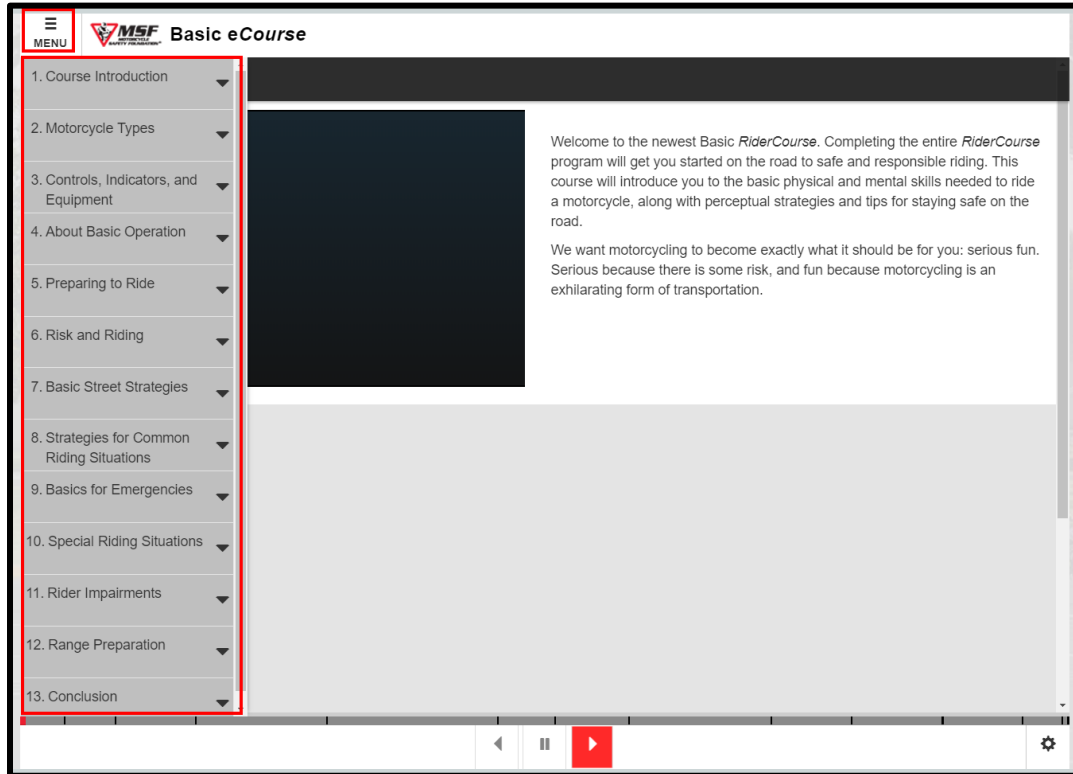 MENU
MSF
MOTORCYCLE
SAFETY FOUNDATION
Basic eCourse
1. Course Introduction
2. Motorcycle Types
3. Controls, Indicators, and
Equipment
4. About Basic Operation
5. Preparing to Ride
6. Risk and Riding
7. Basic Street Strategies
8. Strategies for Common
Riding Situations
9. Basics for Emergencies
10. Special Riding Situations
11. Rider Impairments
12. Range Preparation
13. Conclusion
Welcome to the newest Basic RiderCourse. Completing the entire RiderCourse
program will get you started on the road to safe and responsible riding. This
course will introduce you to the basic physical and mental skills needed to ride
a motorcycle, along with perceptual strategies and tips for staying safe on the
road.
We want motorcycling to become exactly what it should be for you: serious fun.
Serious because there is some risk, and fun because motorcycling is an
exhilarating form of transportation.